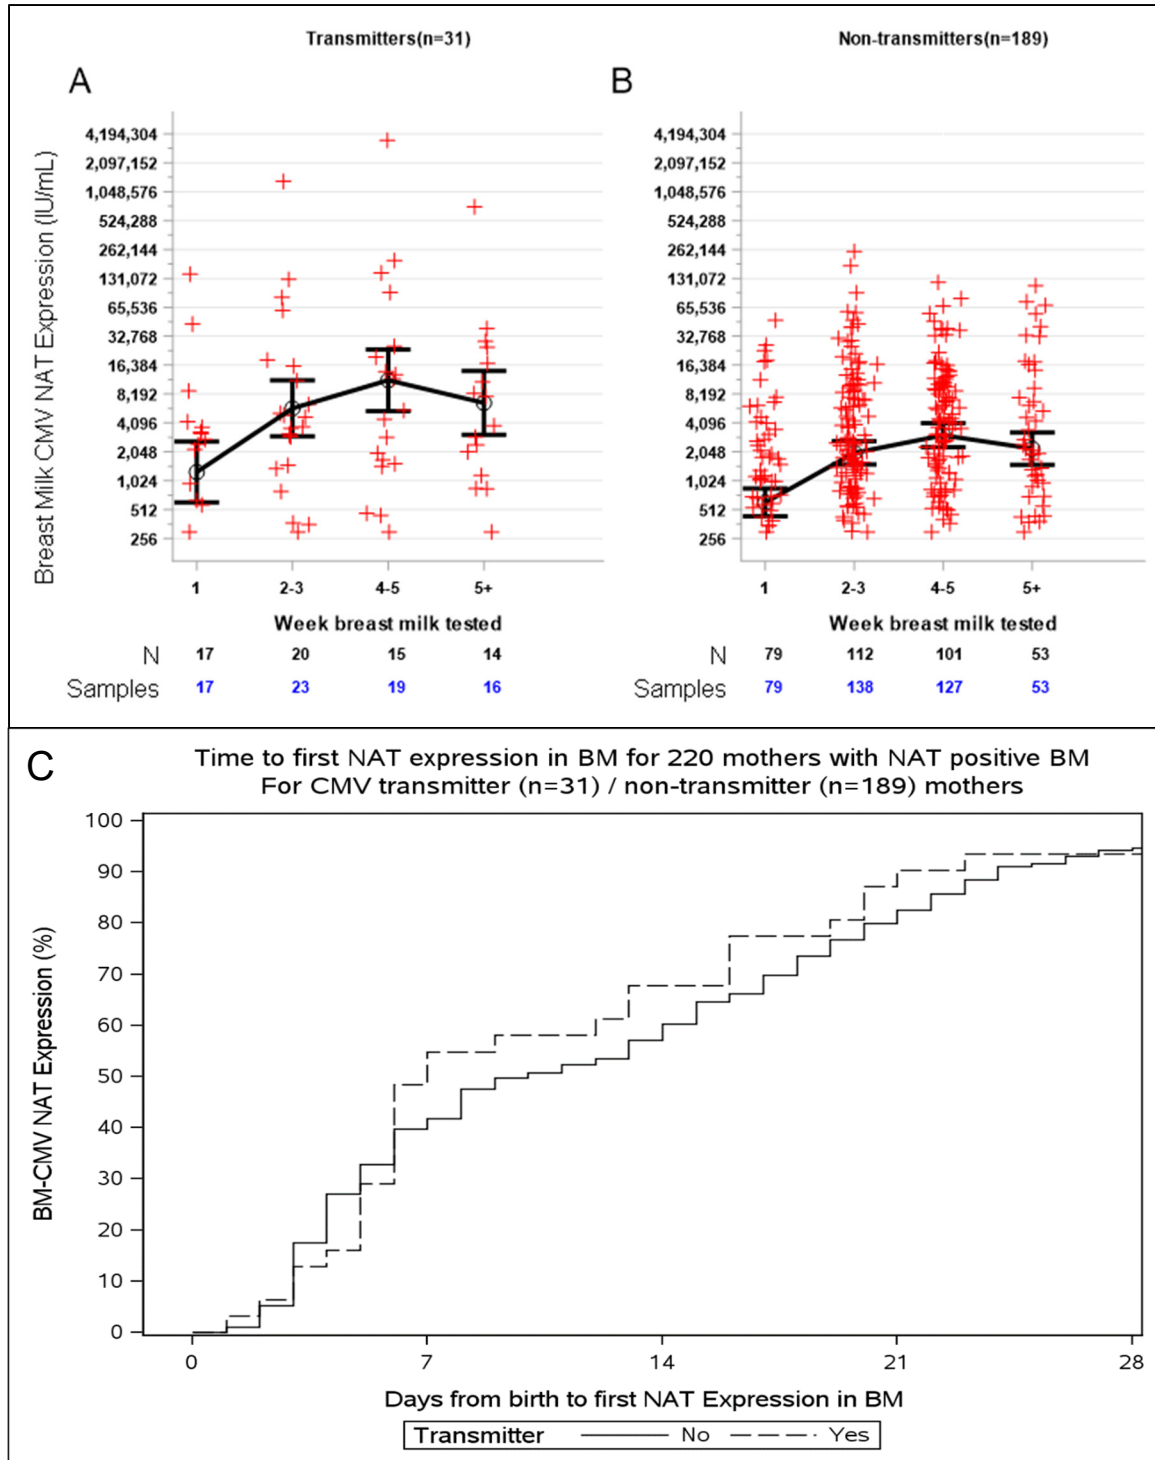 Transmitters(n=31)
Non-transmitters(n=189)
A
B
Breast Milk CMV NAT Expression (IU/mL)
4,194,304
2,097,152
1,048,576
524,288
262,144
131,072
65,536
32,768
16,384
8,192
4,096
2,048
1,024
512
256
1 2-3 4-5 5+
Week breast milk tested
N 17 20 15 14
Samples 17 23 19 16
4,194,304
2,097,152
1,048,576
524,288
262,144
131,072
65,536
32,768
16,384
8,192
4,096
2,048
1,024
512
256
1 2-3 4-5 5+
Week breast milk tested
N 79 112 101 53
Samples 79 138 127 53
C
Time to first NAT expression in BM for 220 mothers with NAT positive BM
For CMV transmitter (n=31) / non-transmitter (n=189) mothers
BM-CMV NAT Expression (%)
100
90
80
70
60
50
40
30
20
10
0
0 7 14 21 28
Days from birth to first NAT Expression in BM
Transmitter No Yes